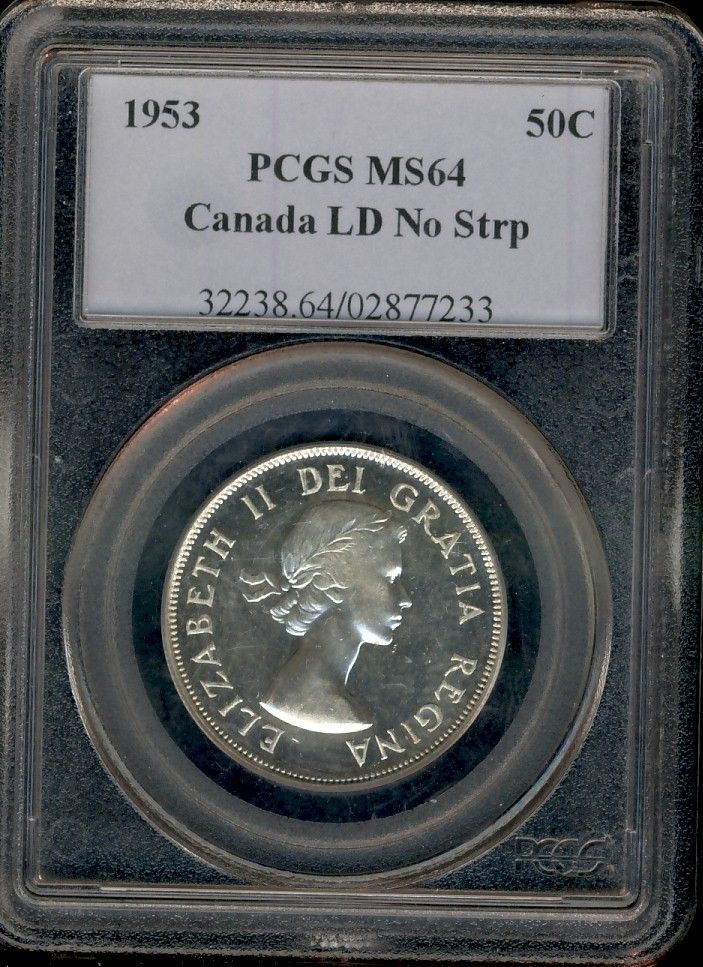 1953 50C
PCGS MS64
Canada LD No Strp
32238.64/02877233
ELIZABETH II DEI GRATIA REGINA
PCGS